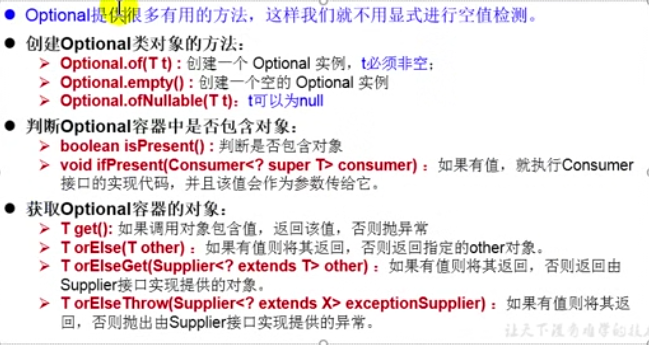 ● Optional提供很多有用的方法，这样我们就不用显式进行空值检测。
● 创建Optional类对象的方法：
➢ Optional.of(T t) : 创建一个 Optional 实例，t必须非空；
➢ Optional.empty() : 创建一个空的 Optional 实例
➢ Optional.ofNullable(T t)：t可以为null
● 判断Optional容器中是否包含对象：
➢ boolean isPresent() : 判断是否包含对象
➢ void ifPresent(Consumer<? super T> consumer) ：如果有值，就执行Consumer
接口的实现代码，并且该值会作为参数传给它。
● 获取Optional容器的对象：
➢ T get(): 如果调用对象包含值，返回该值，否则抛异常
➢ T orElse(T other) ：如果有值则将其返回，否则返回指定的other对象。
➢ T orElseGet(Supplier<? extends T> other) ：如果有值则将其返回，否则返回由
Supplier接口实现提供的对象。
➢ T orElseThrow(Supplier<? extends X> exceptionSupplier) ：如果有值则将其返
回，否则抛出由Supplier接口实现提供的异常。
让天下没有难学的技